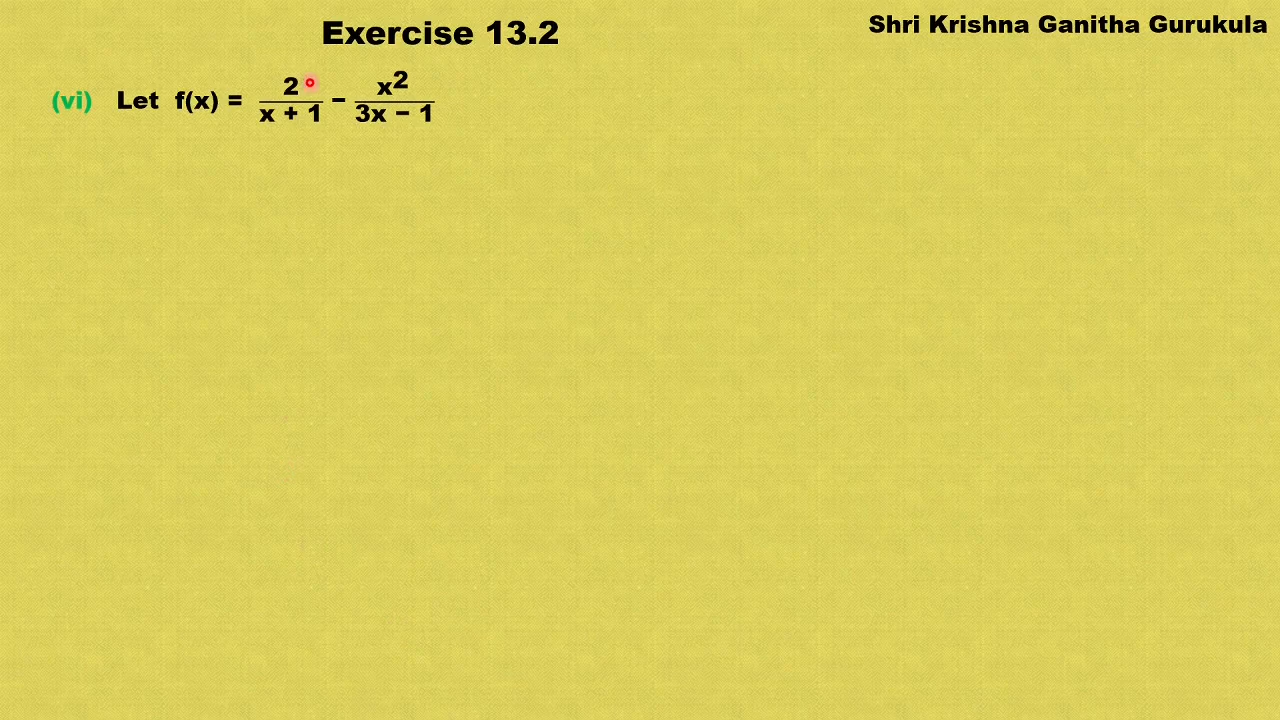 Exercise 13.2
Shri Krishna Ganitha Gurukula
(vi) Let f(x) = 2/(x + 1) − x²/(3x − 1)